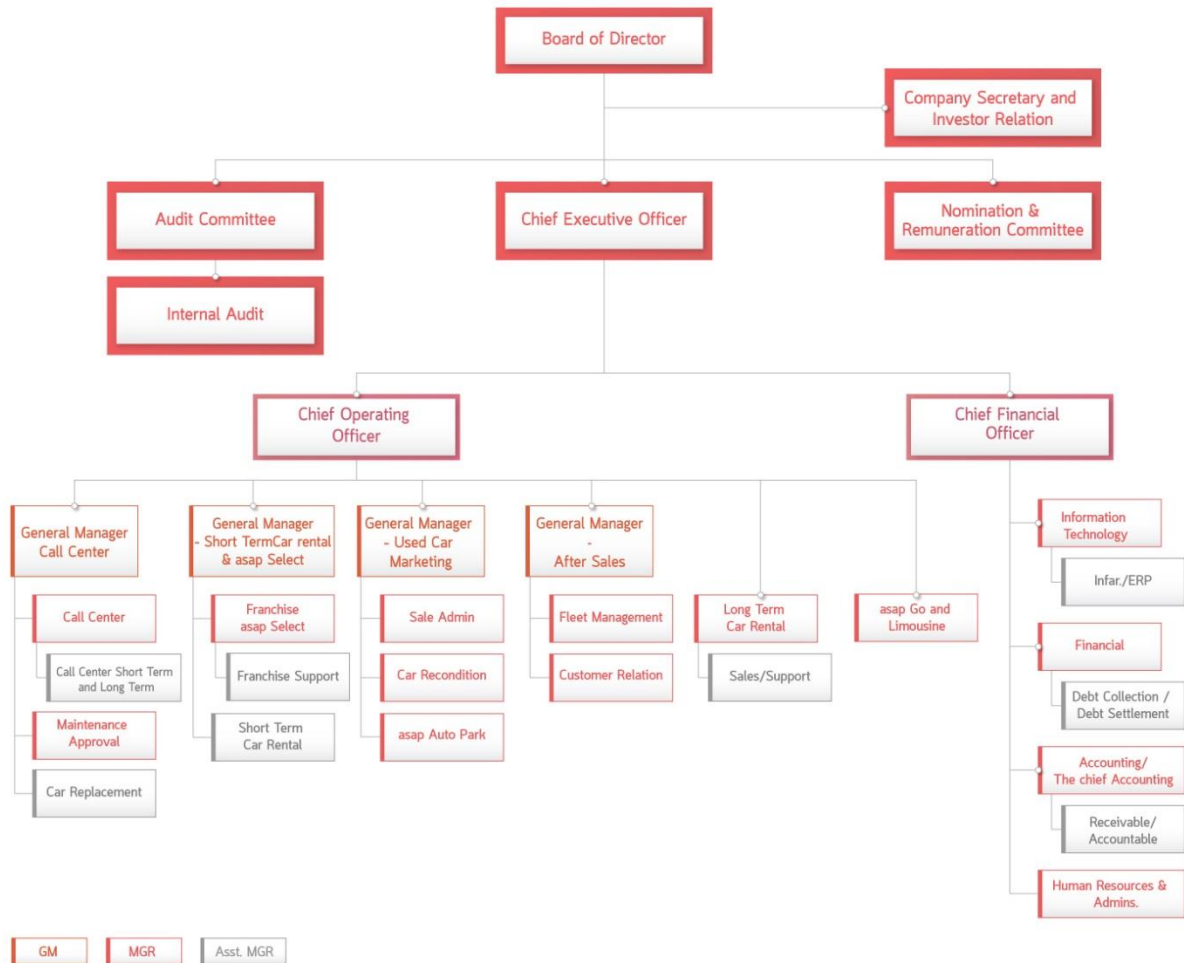 Board of Director
Company Secretary and
Investor Relation
Audit Committee
Chief Executive Officer
Nomination &
Remuneration Committee
Internal Audit
Chief Operating
Officer
Chief Financial
Officer
General Manager
Call Center
General Manager
- Short TermCar rental
& asap Select
General Manager
- Used Car
Marketing
General Manager
-
After Sales
Call Center
Call Center Short Term
and Long Term
Maintenance
Approval
Car Replacement
Franchise
asap Select
Franchise Support
Short Term
Car Rental
Sale Admin
Car Recondition
asap Auto Park
Fleet Management
Customer Relation
Long Term
Car Rental
Sales/Support
asap Go and
Limousine
Information
Technology
Infar./ERP
Financial
Debt Collection /
Debt Settlement
Accounting/
The chief Accounting
Receivable/
Accountable
Human Resources &
Admins.
GM
MGR
Asst. MGR